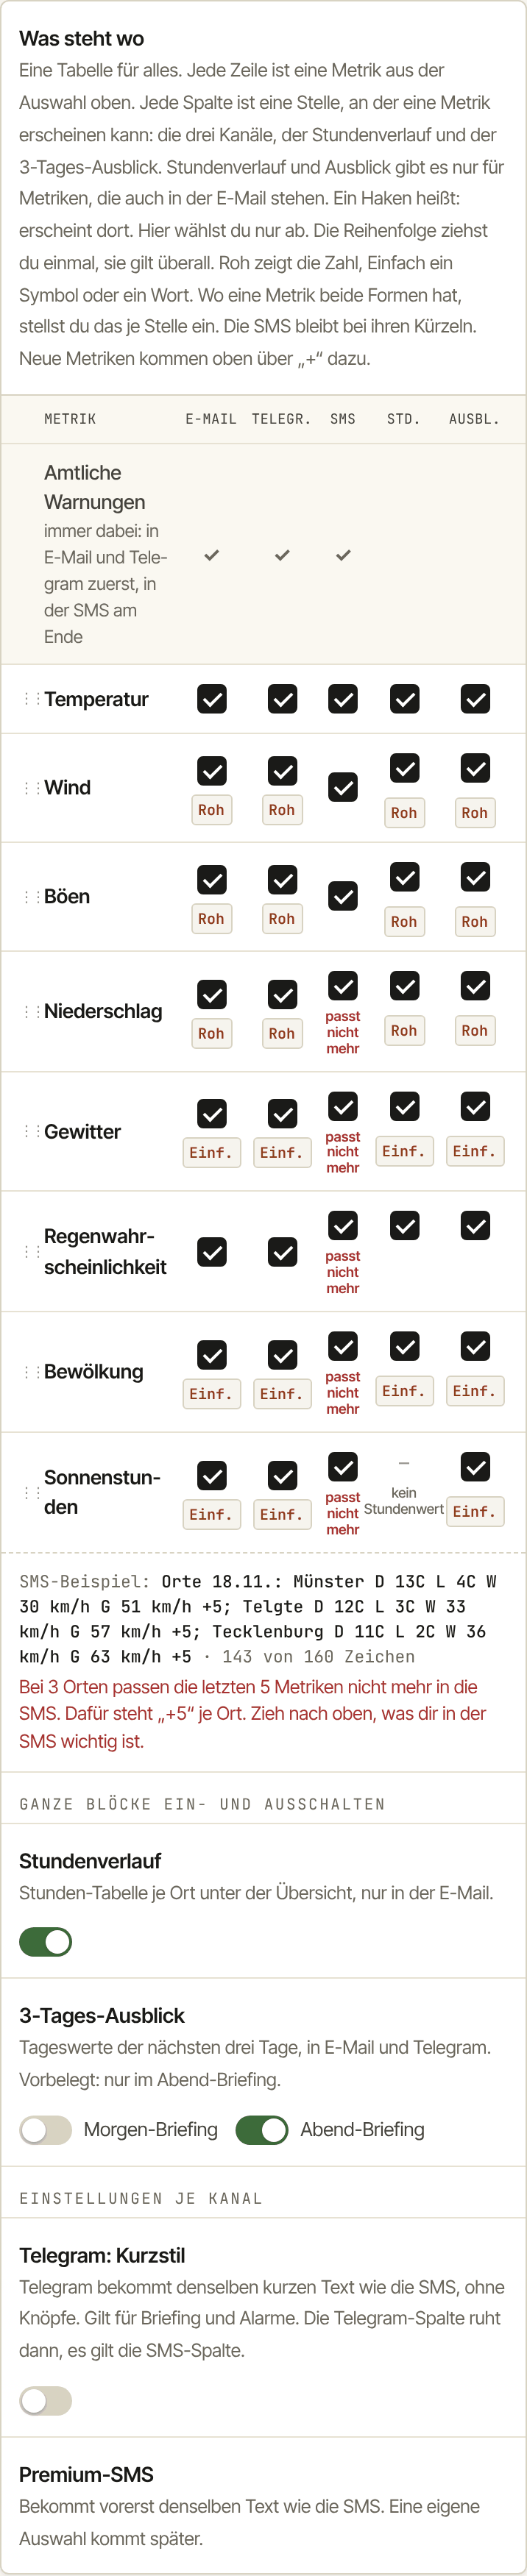 Was steht wo
Eine Tabelle für alles. Jede Zeile ist eine Metrik aus der
Auswahl oben. Jede Spalte ist eine Stelle, an der eine Metrik
erscheinen kann: die drei Kanäle, der Stundenverlauf und der
3-Tages-Ausblick. Stundenverlauf und Ausblick gibt es nur für
Metriken, die auch in der E-Mail stehen. Ein Haken heißt:
erscheint dort. Hier wählst du nur ab. Die Reihenfolge ziehst
du einmal, sie gilt überall. Roh zeigt die Zahl, Einfach ein
Symbol oder ein Wort. Wo eine Metrik beide Formen hat,
stellst du das je Stelle ein. Die SMS bleibt bei ihren Kürzeln.
Neue Metriken kommen oben über „+“ dazu.
METRIK E-MAIL TELEGR. SMS STD. AUSBL.
Amtliche
Warnungen
immer dabei: in
E-Mail und Tele-
gram zuerst, in
der SMS am
Ende
Temperatur
Wind
Roh Roh Roh Roh
Böen
Roh Roh Roh Roh
Niederschlag
Roh Roh passt nicht mehr Roh Roh
Gewitter
Einf. Einf. passt nicht mehr Einf. Einf.
Regenwahr-
scheinlichkeit
passt nicht mehr
Bewölkung
Einf. Einf. passt nicht mehr Einf. Einf.
Sonnenstun-
den
Einf. Einf. passt nicht mehr – kein Stundenwert Einf.
SMS-Beispiel: Orte 18.11.: Münster D 13C L 4C W
30 km/h G 51 km/h +5; Telgte D 12C L 3C W 33
km/h G 57 km/h +5; Tecklenburg D 11C L 2C W 36
km/h G 63 km/h +5 · 143 von 160 Zeichen
Bei 3 Orten passen die letzten 5 Metriken nicht mehr in die
SMS. Dafür steht „+5“ je Ort. Zieh nach oben, was dir in der
SMS wichtig ist.
GANZE BLÖCKE EIN- UND AUSSCHALTEN
Stundenverlauf
Stunden-Tabelle je Ort unter der Übersicht, nur in der E-Mail.
3-Tages-Ausblick
Tageswerte der nächsten drei Tage, in E-Mail und Telegram.
Vorbelegt: nur im Abend-Briefing.
Morgen-Briefing Abend-Briefing
EINSTELLUNGEN JE KANAL
Telegram: Kurzstil
Telegram bekommt denselben kurzen Text wie die SMS, ohne
Knöpfe. Gilt für Briefing und Alarme. Die Telegram-Spalte ruht
dann, es gilt die SMS-Spalte.
Premium-SMS
Bekommt vorerst denselben Text wie die SMS. Eine eigene
Auswahl kommt später.